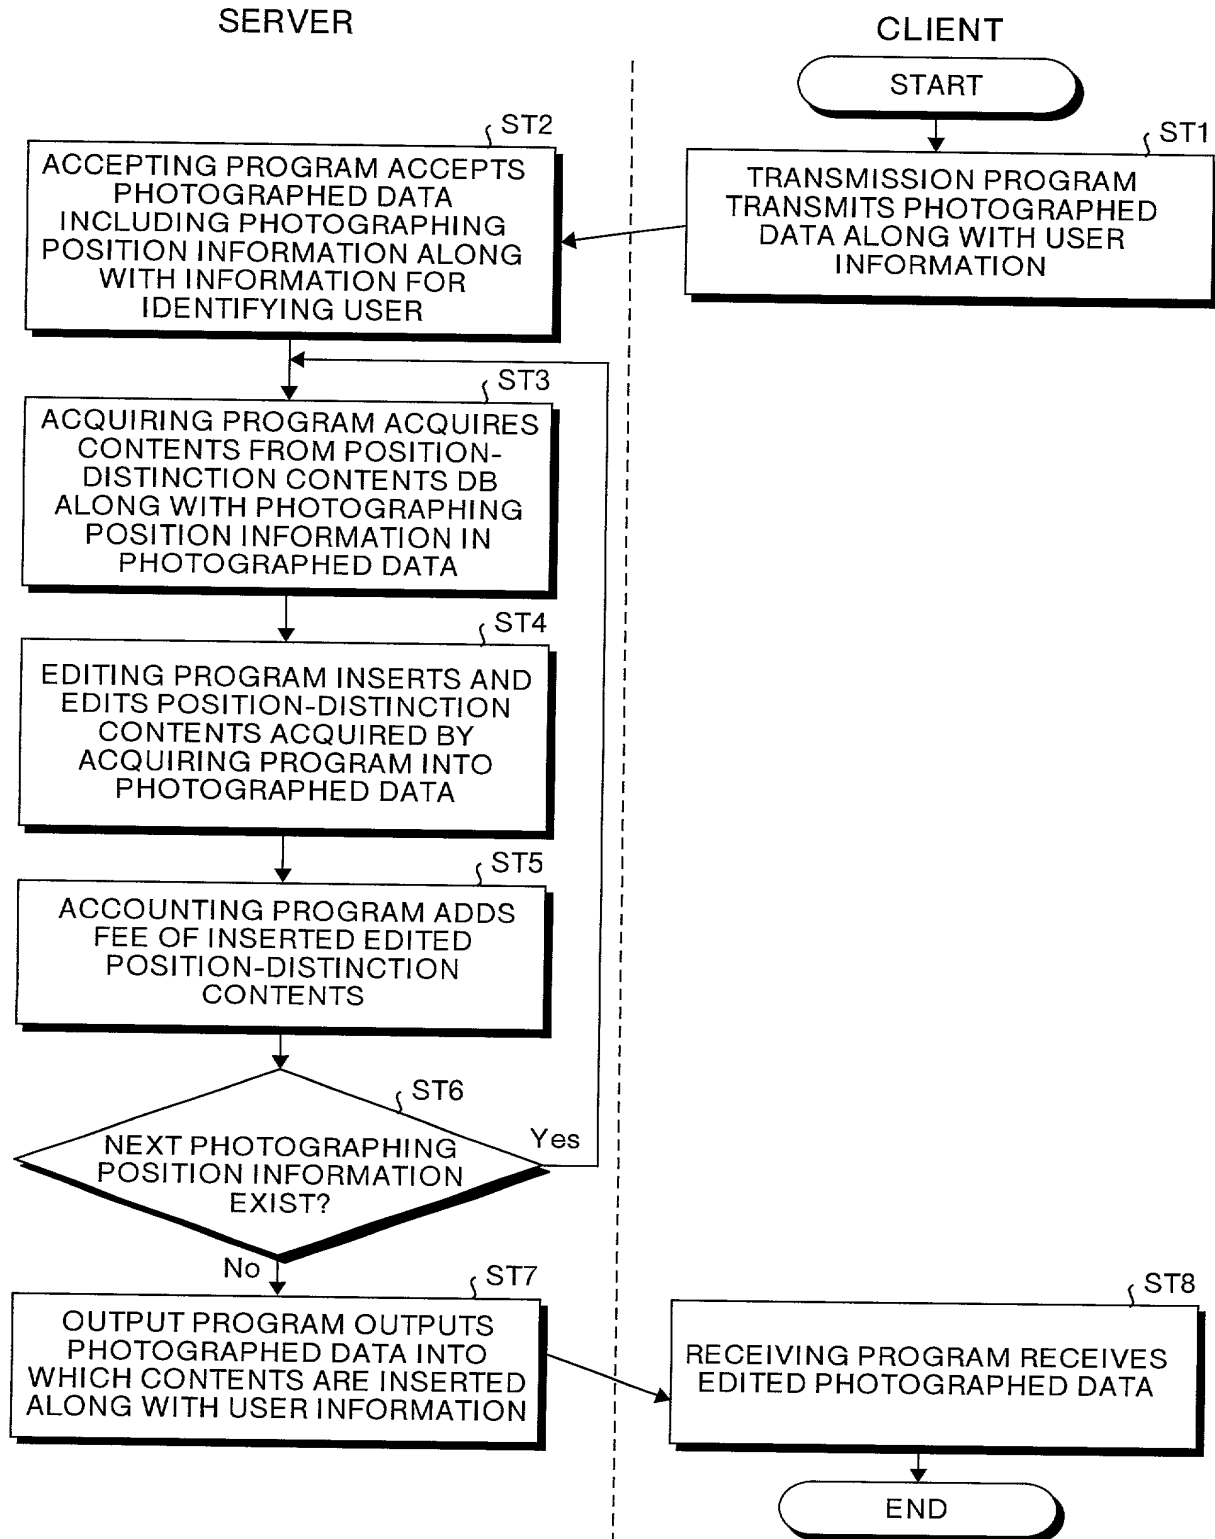 SERVER
CLIENT
START
ST1
TRANSMISSION PROGRAM
TRANSMITS PHOTOGRAPHED
DATA ALONG WITH USER
INFORMATION
ST2
ACCEPTING PROGRAM ACCEPTS
PHOTOGRAPHED DATA
INCLUDING PHOTOGRAPHING
POSITION INFORMATION ALONG
WITH INFORMATION FOR
IDENTIFYING USER
ST3
ACQUIRING PROGRAM ACQUIRES
CONTENTS FROM POSITION-
DISTINCTION CONTENTS DB
ALONG WITH PHOTOGRAPHING
POSITION INFORMATION IN
PHOTOGRAPHED DATA
ST4
EDITING PROGRAM INSERTS AND
EDITS POSITION-DISTINCTION
CONTENTS ACQUIRED BY
ACQUIRING PROGRAM INTO
PHOTOGRAPHED DATA
ST5
ACCOUNTING PROGRAM ADDS
FEE OF INSERTED EDITED
POSITION-DISTINCTION
CONTENTS
ST6
NEXT PHOTOGRAPHING
POSITION INFORMATION
EXIST?
Yes
No
ST7
OUTPUT PROGRAM OUTPUTS
PHOTOGRAPHED DATA INTO
WHICH CONTENTS ARE INSERTED
ALONG WITH USER INFORMATION
ST8
RECEIVING PROGRAM RECEIVES
EDITED PHOTOGRAPHED DATA
END